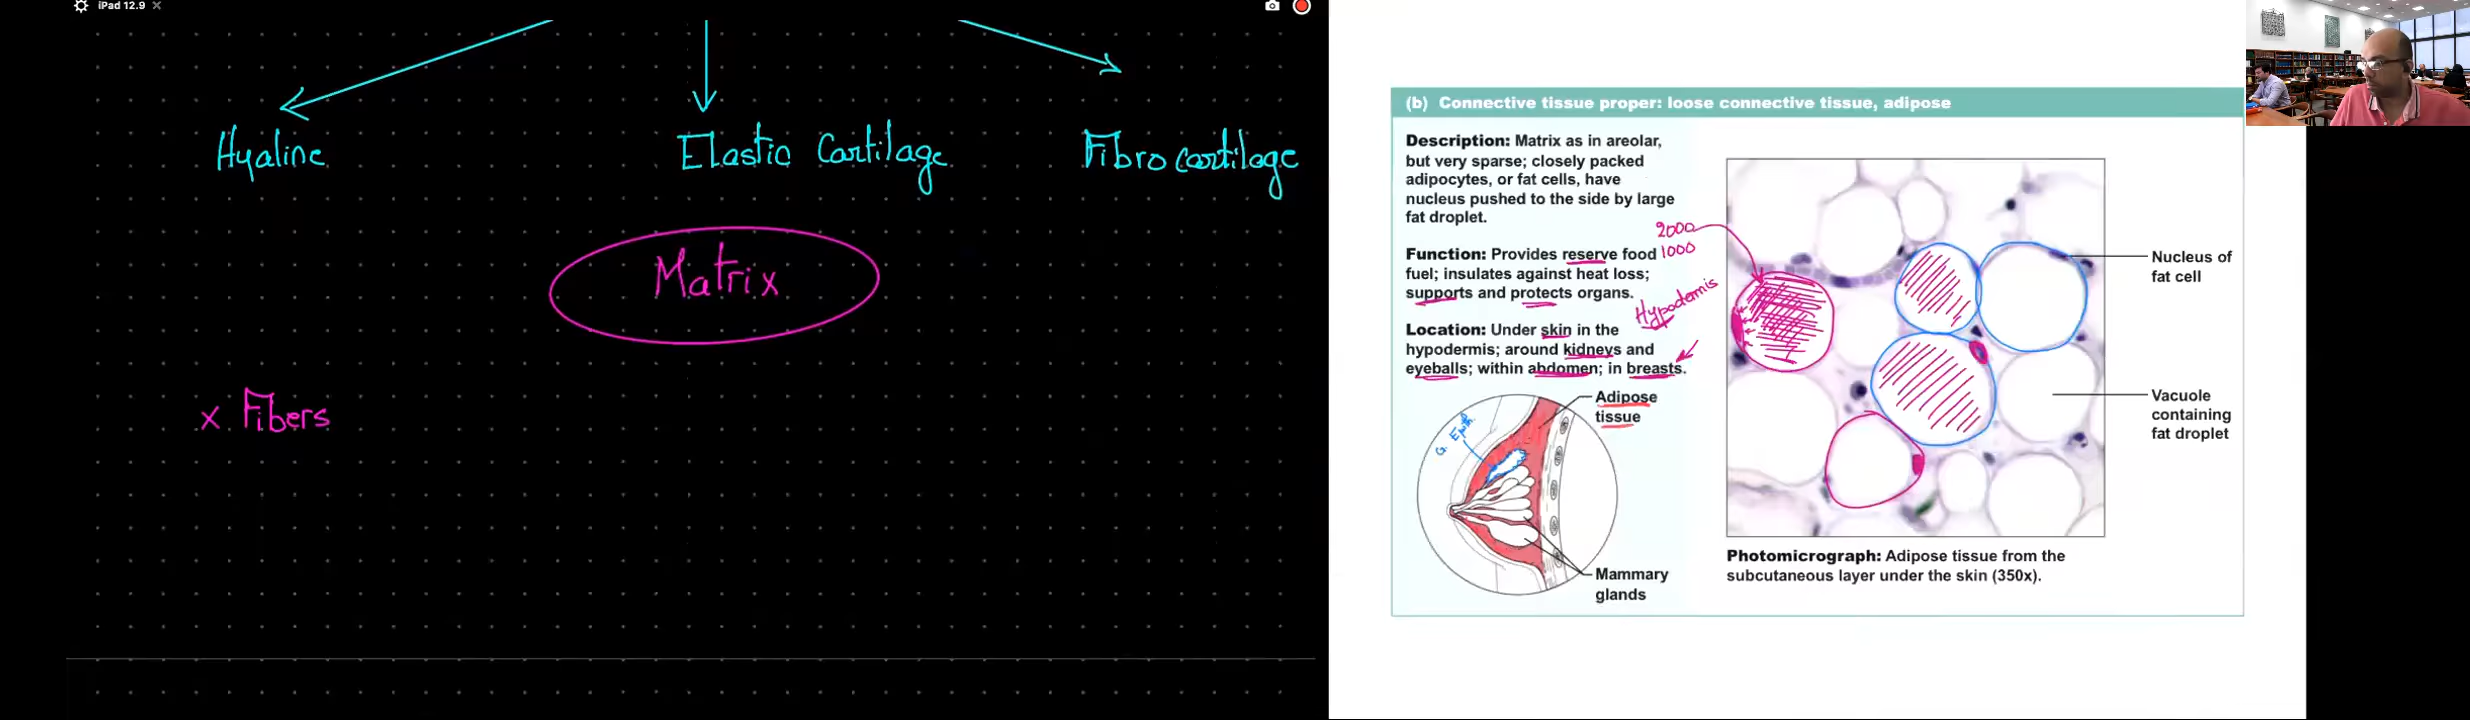 iPad 12.9
Hyaline
Elastic Cartilage
Fibrocartilage
Matrix
x Fibers
(b) Connective tissue proper: loose connective tissue, adipose
Description: Matrix as in areolar,
but very sparse; closely packed
adipocytes, or fat cells, have
nucleus pushed to the side by large
fat droplet.
2000
Function: Provides reserve food
1000
fuel; insulates against heat loss;
supports and protects organs.
Hypodermis
Location: Under skin in the
hypodermis; around kidneys and
eyeballs; within abdomen; in breasts.
Adipose
tissue
G. Epith.
Mammary
glands
Nucleus of
fat cell
Vacuole
containing
fat droplet
Photomicrograph: Adipose tissue from the
subcutaneous layer under the skin (350x).